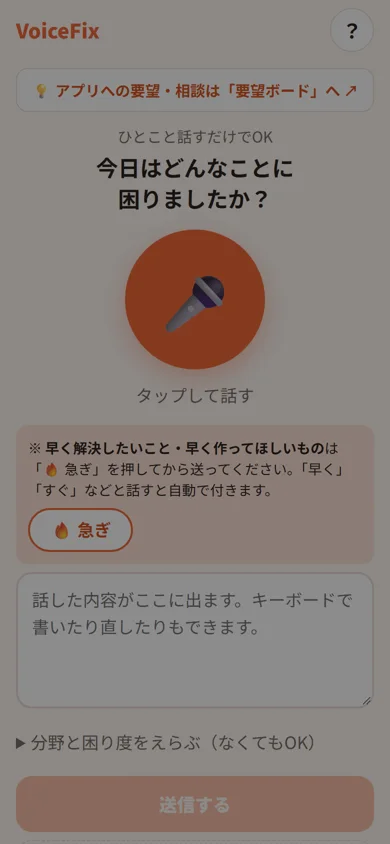 VoiceFix
?
💡 アプリへの要望・相談は「要望ボード」へ ↗
ひとこと話すだけでOK
今日はどんなことに
困りましたか？
タップして話す
※ 早く解決したいこと・早く作ってほしいものは
「🔥 急ぎ」を押してから送ってください。「早く」
「すぐ」などと話すと自動で付きます。
🔥 急ぎ
話した内容がここに出ます。キーボードで
書いたり直したりもできます。
▶ 分野と困り度をえらぶ（なくてもOK）
送信する